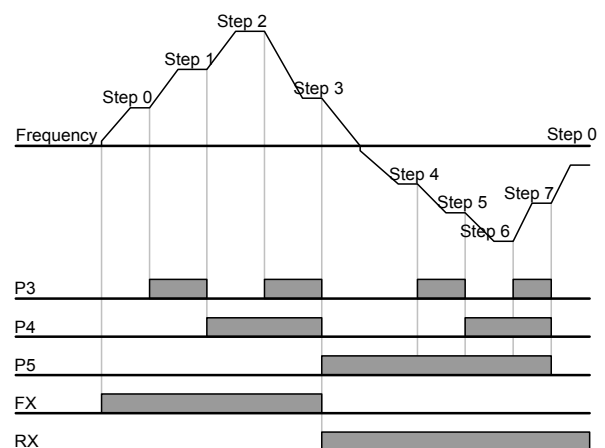 Step 2
Step 1
Step 0
Step 3
Frequency
Step 0
Step 4
Step 7
Step 5
Step 6
P3
P4
P5
FX
RX